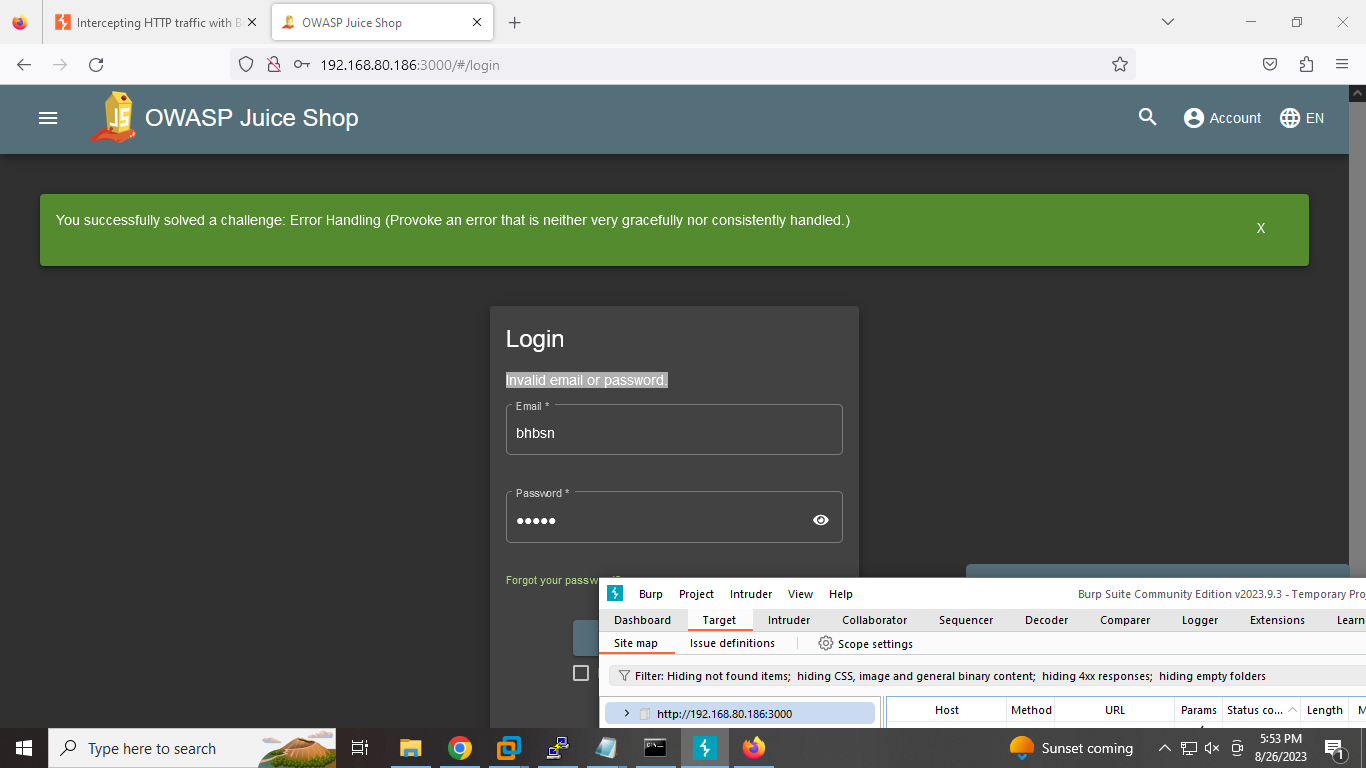 Intercepting HTTP traffic with B
OWASP Juice Shop
192.168.80.186:3000/#/login
JS
OWASP Juice Shop
Account
EN
You successfully solved a challenge: Error Handling (Provoke an error that is neither very gracefully nor consistently handled.)
X
Login
Invalid email or password.
Email *
bhbsn
Password *
Forgot your
Burp Project Intruder View Help
Burp Suite Community Edition v2023.9.3 - Temporary
Dashboard Target Intruder Collaborator Sequencer Decoder Comparer Logger Extensions Learn
Site map Issue definitions Scope settings
Filter: Hiding not found items; hiding CSS, image and general binary content; hiding 4xx responses; hiding empty folders
http://192.168.80.186:3000
Host Method URL Params Status co... Length M
Type here to search
Sunset coming
5:53 PM
8/26/2023
1